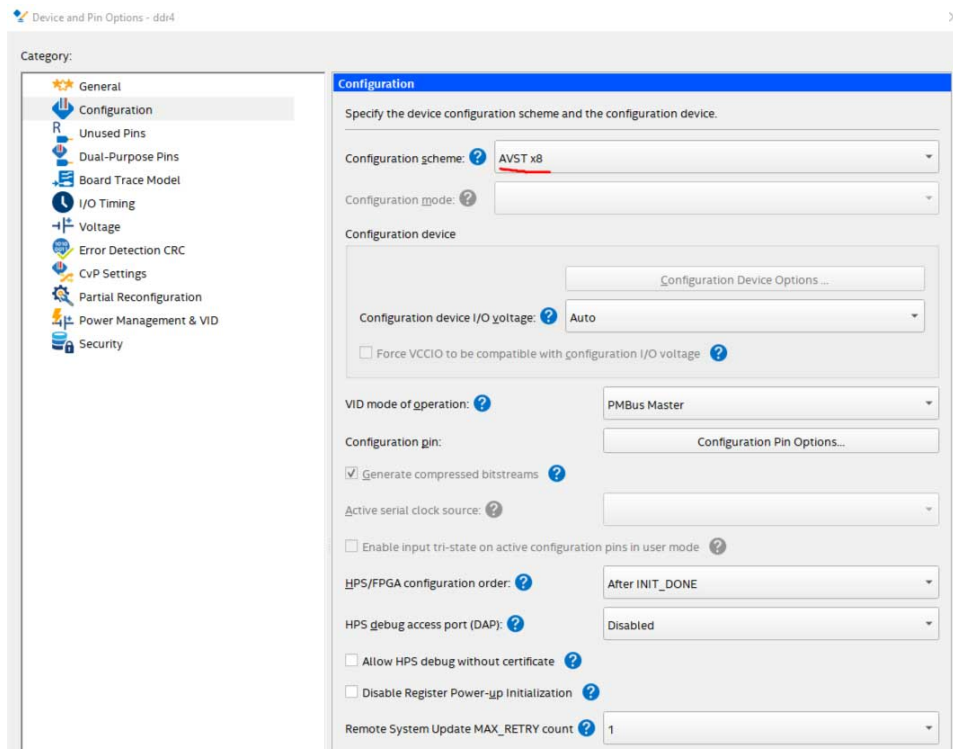 Device and Pin Options - ddr4
Category:
General
Configuration
Unused Pins
Dual-Purpose Pins
Board Trace Model
I/O Timing
Voltage
Error Detection CRC
CvP Settings
Partial Reconfiguration
Power Management & VID
Security
Configuration
Specify the device configuration scheme and the configuration device.
Configuration scheme: AVST x8
Configuration mode:
Configuration device
Configuration Device Options ...
Configuration device I/O voltage: Auto
Force VCCIO to be compatible with configuration I/O voltage
VID mode of operation: PMBus Master
Configuration pin: Configuration Pin Options...
Generate compressed bitstreams
Active serial clock source:
Enable input tri-state on active configuration pins in user mode
HPS/FPGA configuration order: After INIT_DONE
HPS debug access port (DAP): Disabled
Allow HPS debug without certificate
Disable Register Power-up Initialization
Remote System Update MAX_RETRY count 1